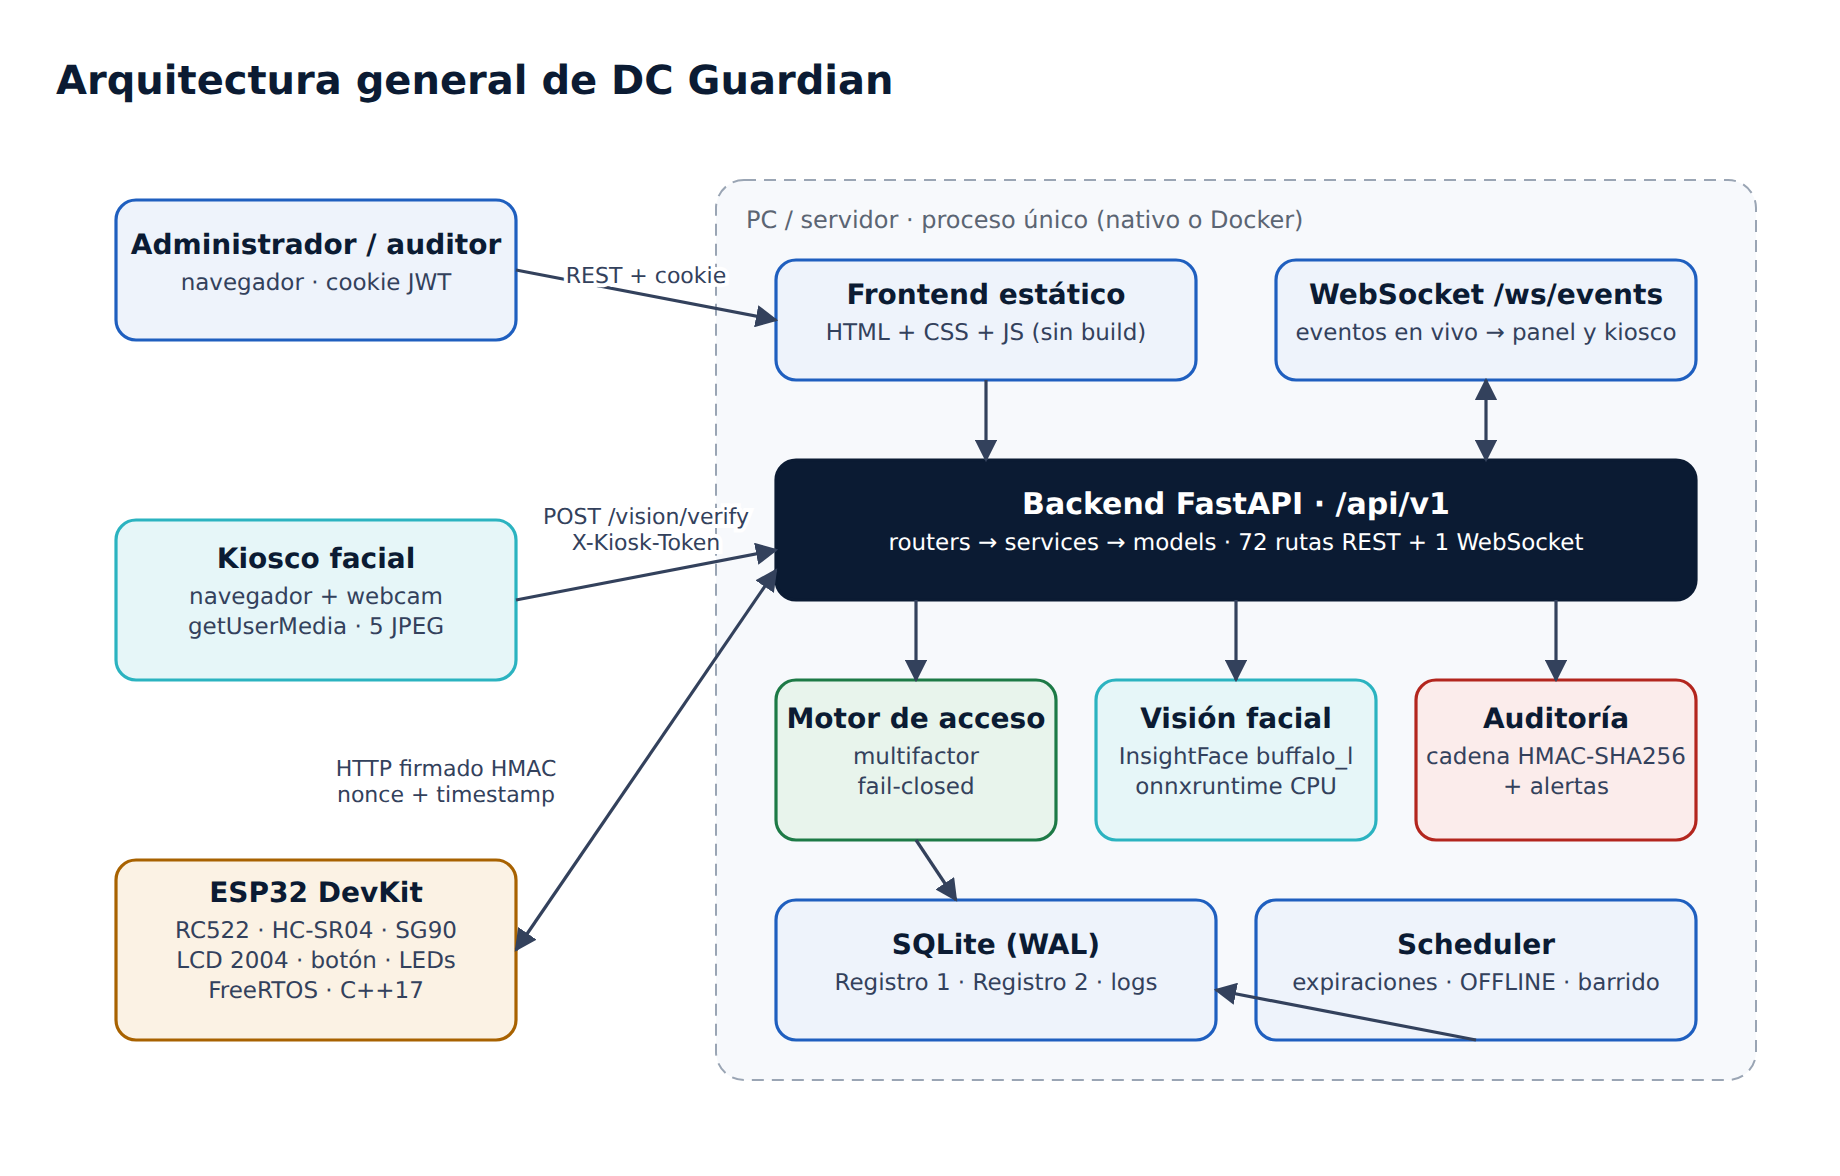 Arquitectura general de DC Guardian
PC / servidor · proceso único (nativo o Docker)
Administrador / auditor
navegador · cookie JWT
REST + cookie
Frontend estático
HTML + CSS + JS (sin build)
WebSocket /ws/events
eventos en vivo → panel y kiosco
Backend FastAPI · /api/v1
routers → services → models · 72 rutas REST + 1 WebSocket
POST /vision/verify
X-Kiosk-Token
Kiosco facial
navegador + webcam
getUserMedia · 5 JPEG
Motor de acceso
multifactor
fail-closed
Visión facial
InsightFace buffalo_l
onnxruntime CPU
Auditoría
cadena HMAC-SHA256
+ alertas
HTTP firmado HMAC
nonce + timestamp
ESP32 DevKit
RC522 · HC-SR04 · SG90
LCD 2004 · botón · LEDs
FreeRTOS · C++17
SQLite (WAL)
Registro 1 · Registro 2 · logs
Scheduler
expiraciones · OFFLINE · barrido